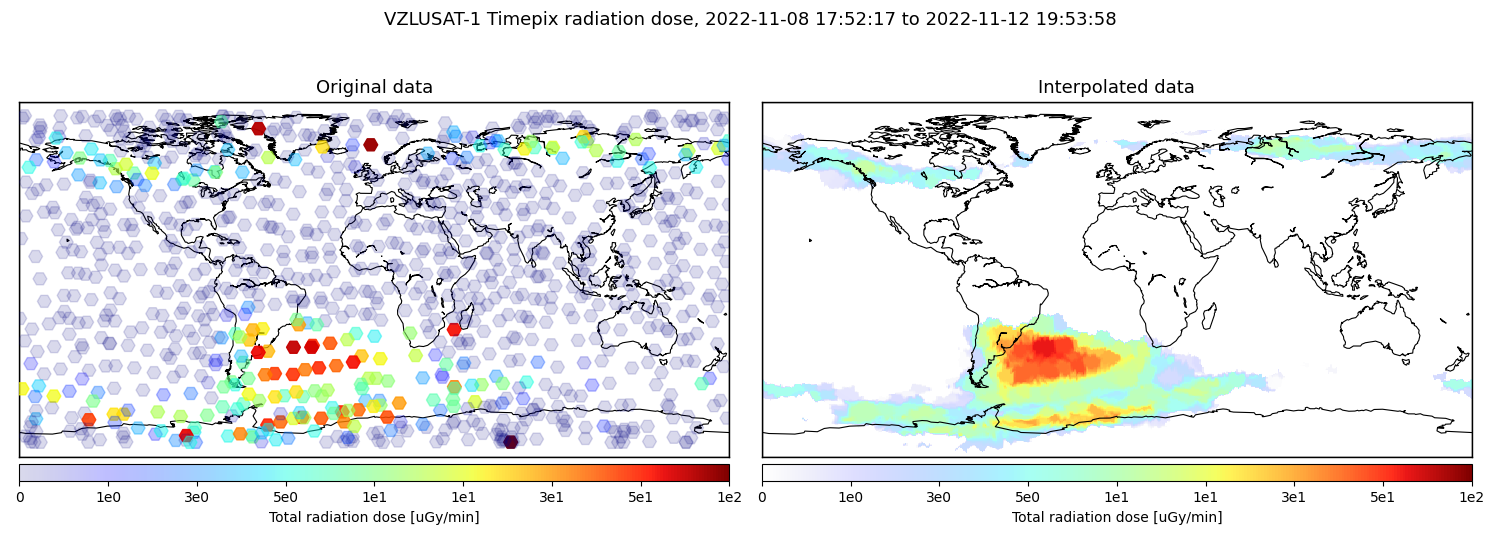 VZLUSAT-1 Timepix radiation dose, 2022-11-08 17:52:17 to 2022-11-12 19:53:58
Original data
Interpolated data
0 1e0 3e0 5e0 1e1 1e1 3e1 5e1 1e2
Total radiation dose [uGy/min]
0 1e0 3e0 5e0 1e1 1e1 3e1 5e1 1e2
Total radiation dose [uGy/min]